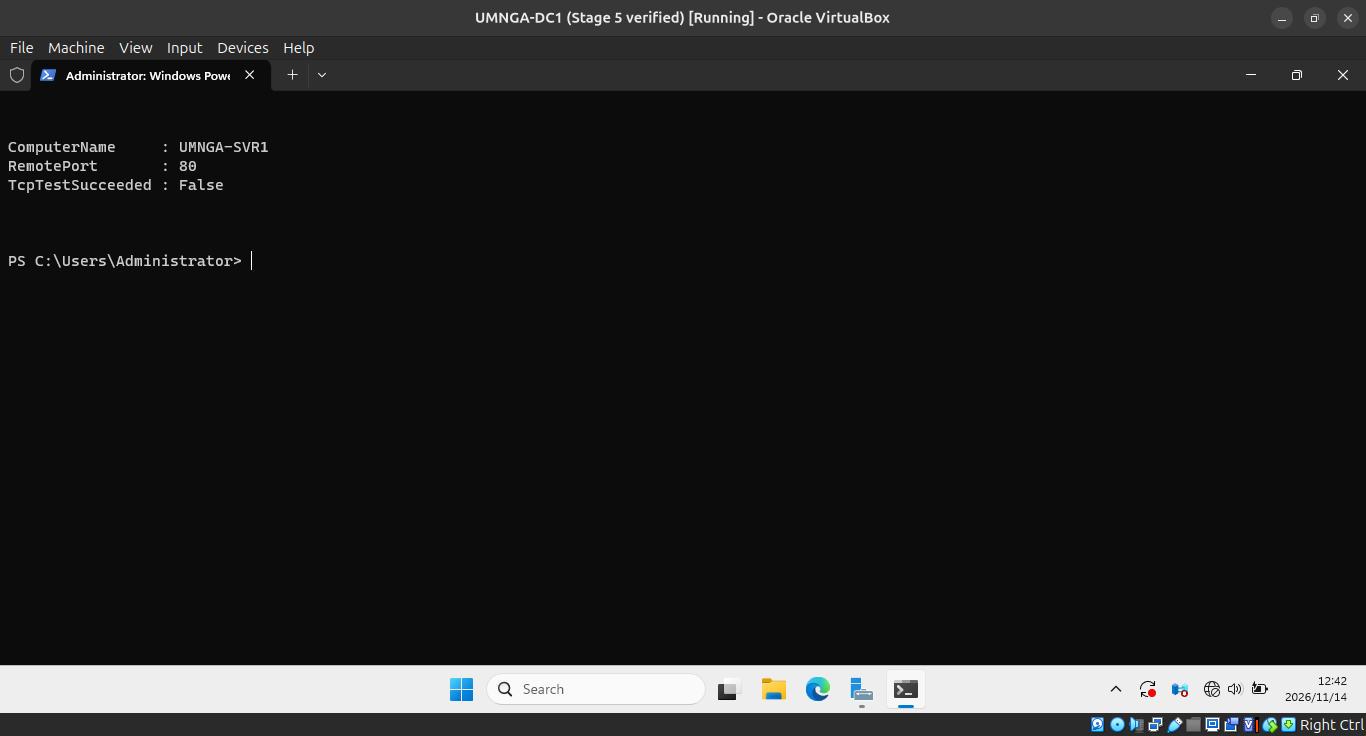 UMNGA-DC1 (Stage 5 verified) [Running] - Oracle VirtualBox
File Machine View Input Devices Help
Administrator: Windows Powe
ComputerName     : UMNGA-SVR1
RemotePort       : 80
TcpTestSucceeded : False
PS C:\Users\Administrator>
Search
12:42
2026/11/14
Right Ctrl